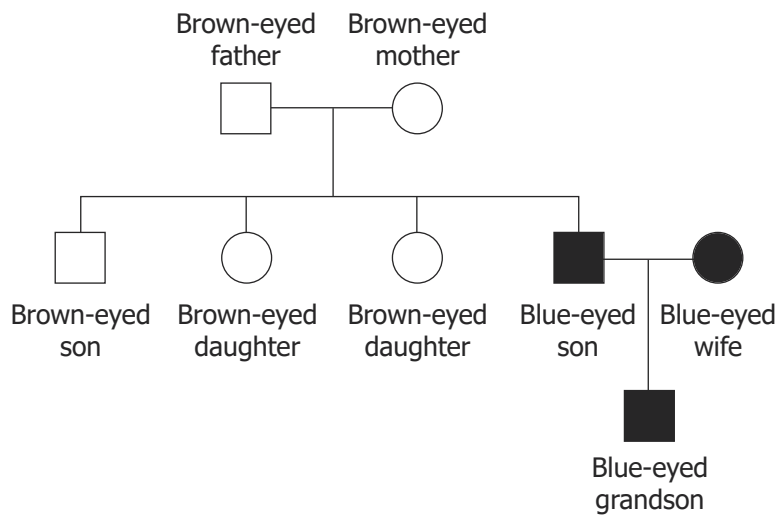 Brown-eyed
father
Brown-eyed
mother
Brown-eyed
son
Brown-eyed
daughter
Brown-eyed
daughter
Blue-eyed
son
Blue-eyed
wife
Blue-eyed
grandson